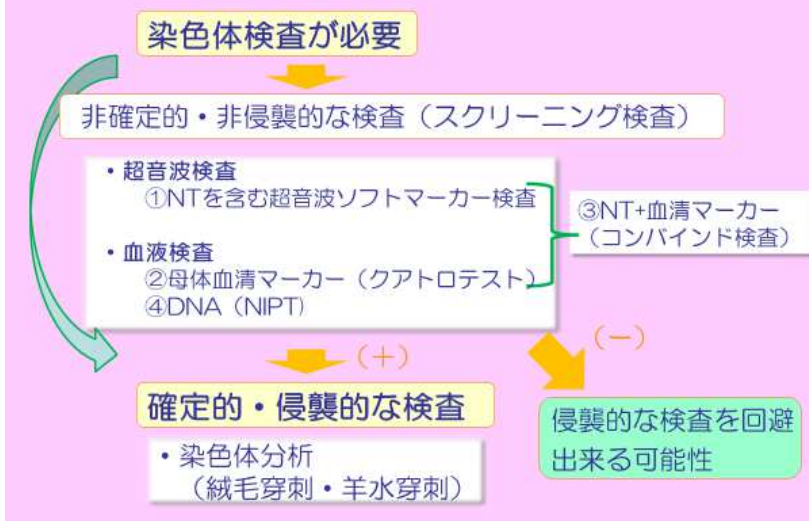 染色体検査が必要
非確定的・非侵襲的な検査（スクリーニング検査）
・超音波検査
①NTを含む超音波ソフトマーカー検査
・血液検査
②母体血清マーカー（クアトロテスト）
④DNA（NIPT)
③NT+血清マーカー
（コンバインド検査）
（＋）
（－）
確定的・侵襲的な検査
・染色体分析
（絨毛穿刺・羊水穿刺）
侵襲的な検査を回避
出来る可能性